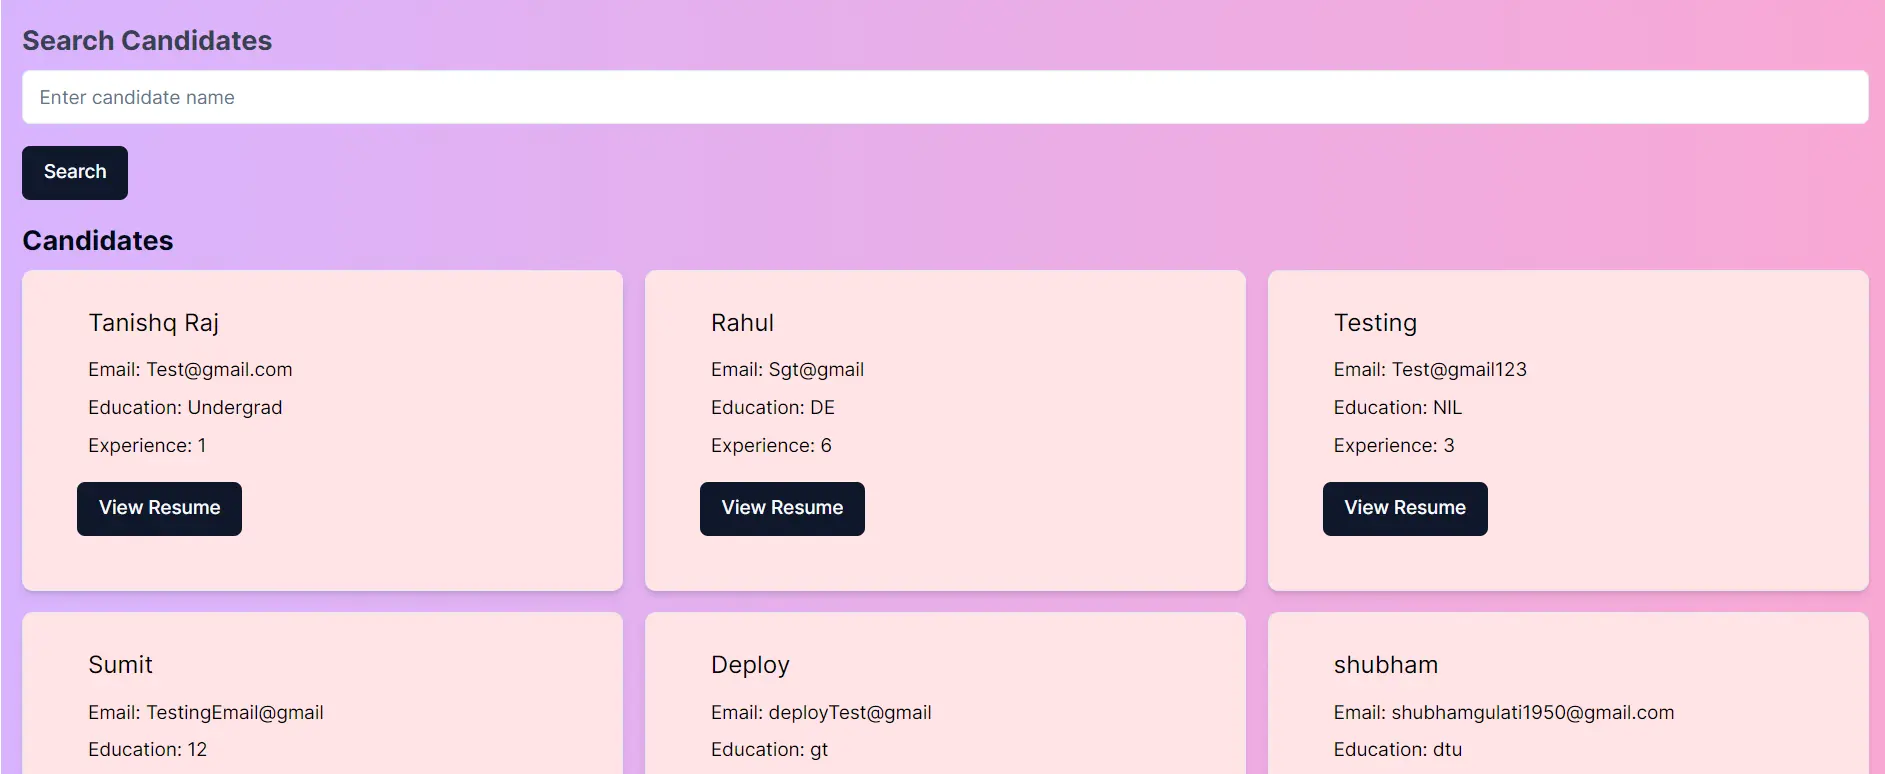 Search Candidates
Enter candidate name
Search
Candidates
Tanishq Raj
Email: Test@gmail.com
Education: Undergrad
Experience: 1
View Resume
Rahul
Email: Sgt@gmail
Education: DE
Experience: 6
View Resume
Testing
Email: Test@gmail123
Education: NIL
Experience: 3
View Resume
Sumit
Email: TestingEmail@gmail
Education: 12
Deploy
Email: deployTest@gmail
Education: gt
shubham
Email: shubhamgulati1950@gmail.com
Education: dtu